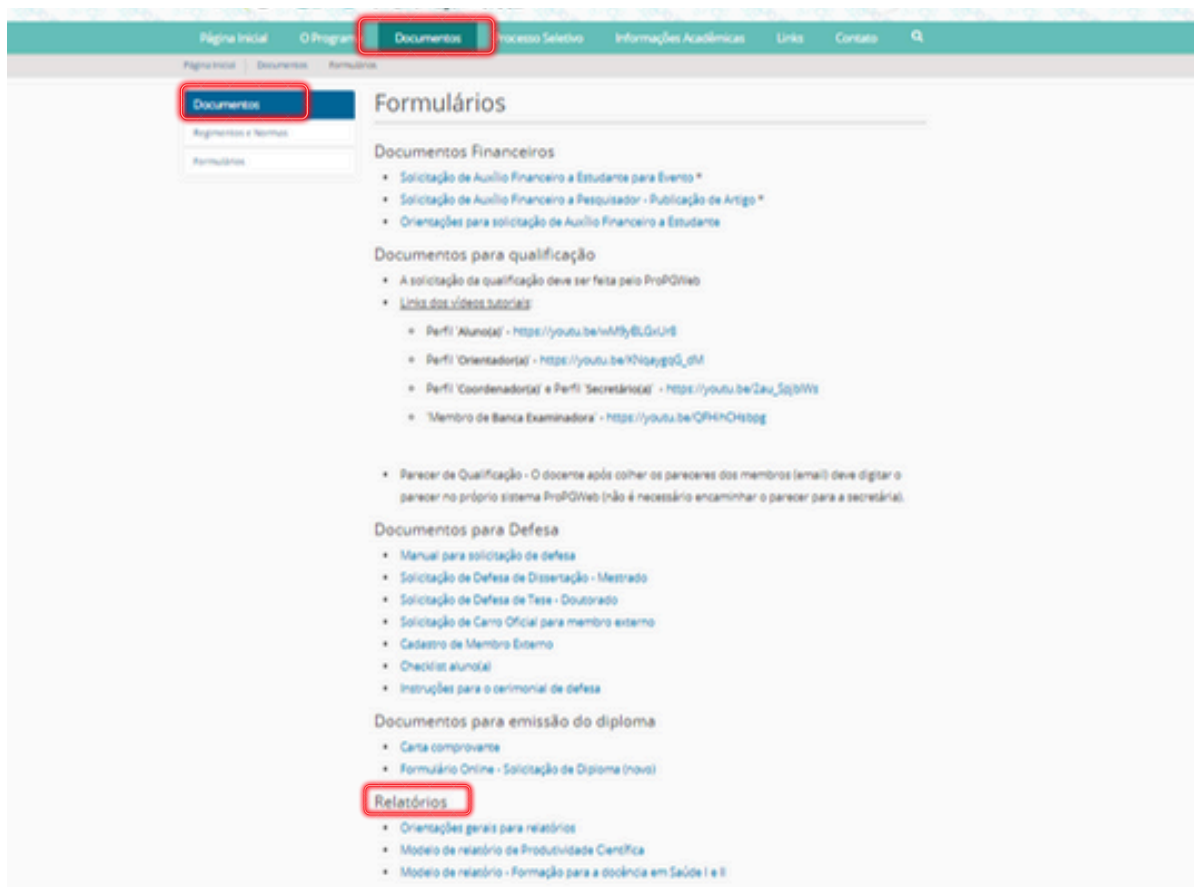 Página Inicial O Programa Documentos Processo Seletivo Informações Acadêmicas Links Contato
Página Inicial Documentos Formulários
Documentos
Regimentos e Normas
Formulários
Formulários
Documentos Financeiros
• Solicitação de Auxílio Financeiro a Estudante para Evento *
• Solicitação de Auxílio Financeiro a Pesquisador - Publicação de Artigo *
• Orientações para solicitação de Auxílio Financeiro a Estudante
Documentos para qualificação
• A solicitação da qualificação deve ser feita pelo ProPGWeb
• Links dos vídeos tutoriais:
Perfil 'Aluno(a)' - 
Perfil 'Orientador(a)' - 
Perfil 'Coordenador(a)' e Perfil 'Secretário(a)' - 
'Membro de Banca Examinadora' - 
• Parecer de Qualificação - O docente após colher os pareceres dos membros (email) deve digitar o
parecer no próprio sistema ProPGWeb (não é necessário encaminhar o parecer para a secretária).
Documentos para Defesa
• Manual para solicitação de defesa
• Solicitação de Defesa de Dissertação - Mestrado
• Solicitação de Defesa de Tese - Doutorado
• Solicitação de Carro Oficial para membro externo
• Cadastro de Membro Externo
• Checklist aluno(a)
• Instruções para o cerimonial de defesa
Documentos para emissão do diploma
• Carta comprovante
• Formulário Online - Solicitação de Diploma (novo)
Relatórios
• Orientações gerais para relatórios
• Modelo de relatório de Produtividade Científica
• Modelo de relatório - Formação para a docência em Saúde I e II